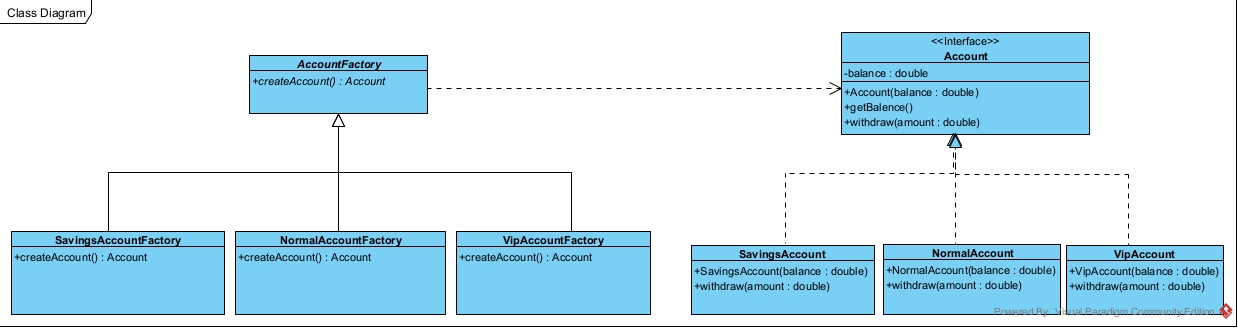 Class Diagram
AccountFactory
+createAccount() : Account
<<Interface>>
Account
-balance : double
+Account(balance : double)
+getBalence()
+withdraw(amount : double)
SavingsAccountFactory
+createAccount() : Account
NormalAccountFactory
+createAccount() : Account
VipAccountFactory
+createAccount() : Account
SavingsAccount
+SavingsAccount(balance : double)
+withdraw(amount : double)
NormalAccount
+NormalAccount(balance : double)
+withdraw(amount : double)
VipAccount
+VipAccount(balance : double)
+withdraw(amount : double)
Powered By Visual Paradigm Community Edition